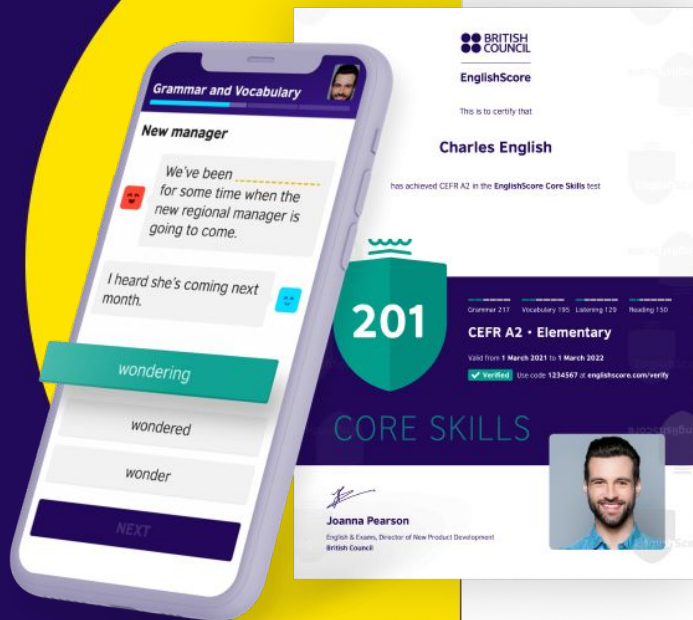 Grammar and Vocabulary
New manager
We've been
for some time when the
new regional manager is
going to come.
I heard she's coming next
month.
wondering
wondered
wonder
NEXT
BRITISH
COUNCIL
EnglishScore
This is to certify that
Charles English
has achieved CEFR A2 in the EnglishScore Core Skills test
201
Grammar 217 Vocabulary 195 Listening 129 Reading 150
CEFR A2 • Elementary
Valid from 1 March 2021 to 1 March 2022
Verified Use code 1234567 at englishscore.com/verify
CORE SKILLS
Joanna Pearson
English & Exams, Director of New Product Development
British Council